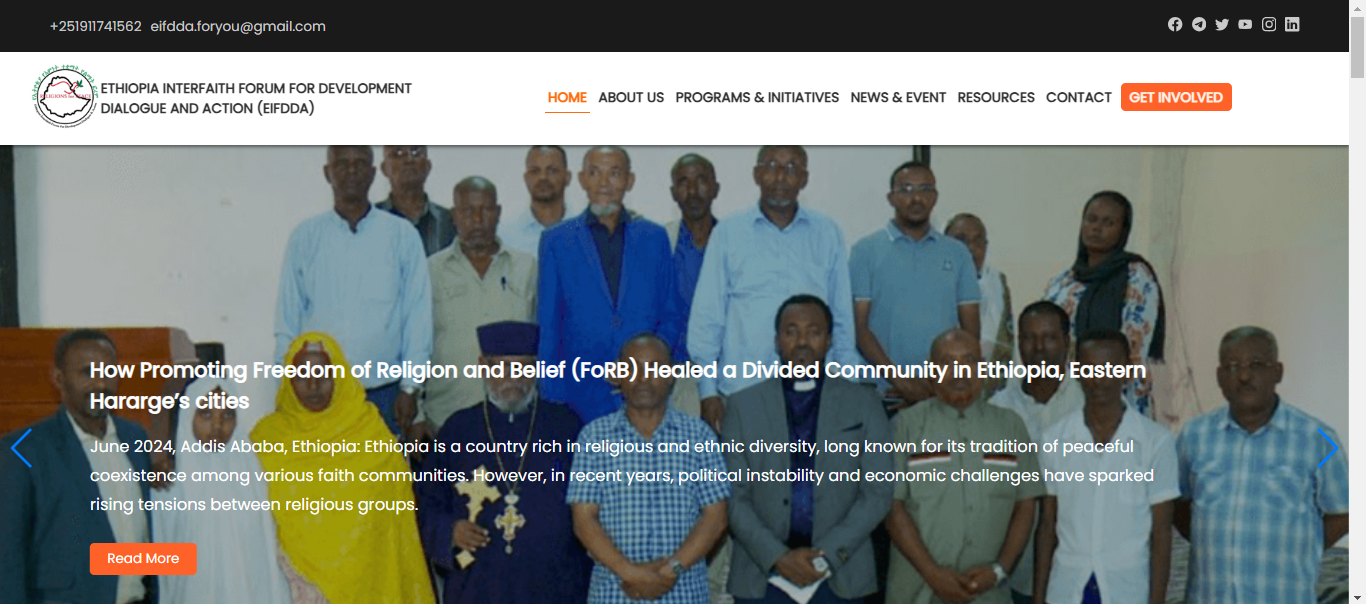 +251911741562 eifdda.foryou@gmail.com
ETHIOPIA INTERFAITH FORUM FOR DEVELOPMENT
DIALOGUE AND ACTION (EIFDDA)
HOME ABOUT US PROGRAMS & INITIATIVES NEWS & EVENT RESOURCES CONTACT GET INVOLVED
How Promoting Freedom of Religion and Belief (FoRB) Healed a Divided Community in Ethiopia, Eastern
Hararge’s cities
June 2024, Addis Ababa, Ethiopia: Ethiopia is a country rich in religious and ethnic diversity, long known for its tradition of peaceful
coexistence among various faith communities. However, in recent years, political instability and economic challenges have sparked
rising tensions between religious groups.
Read More